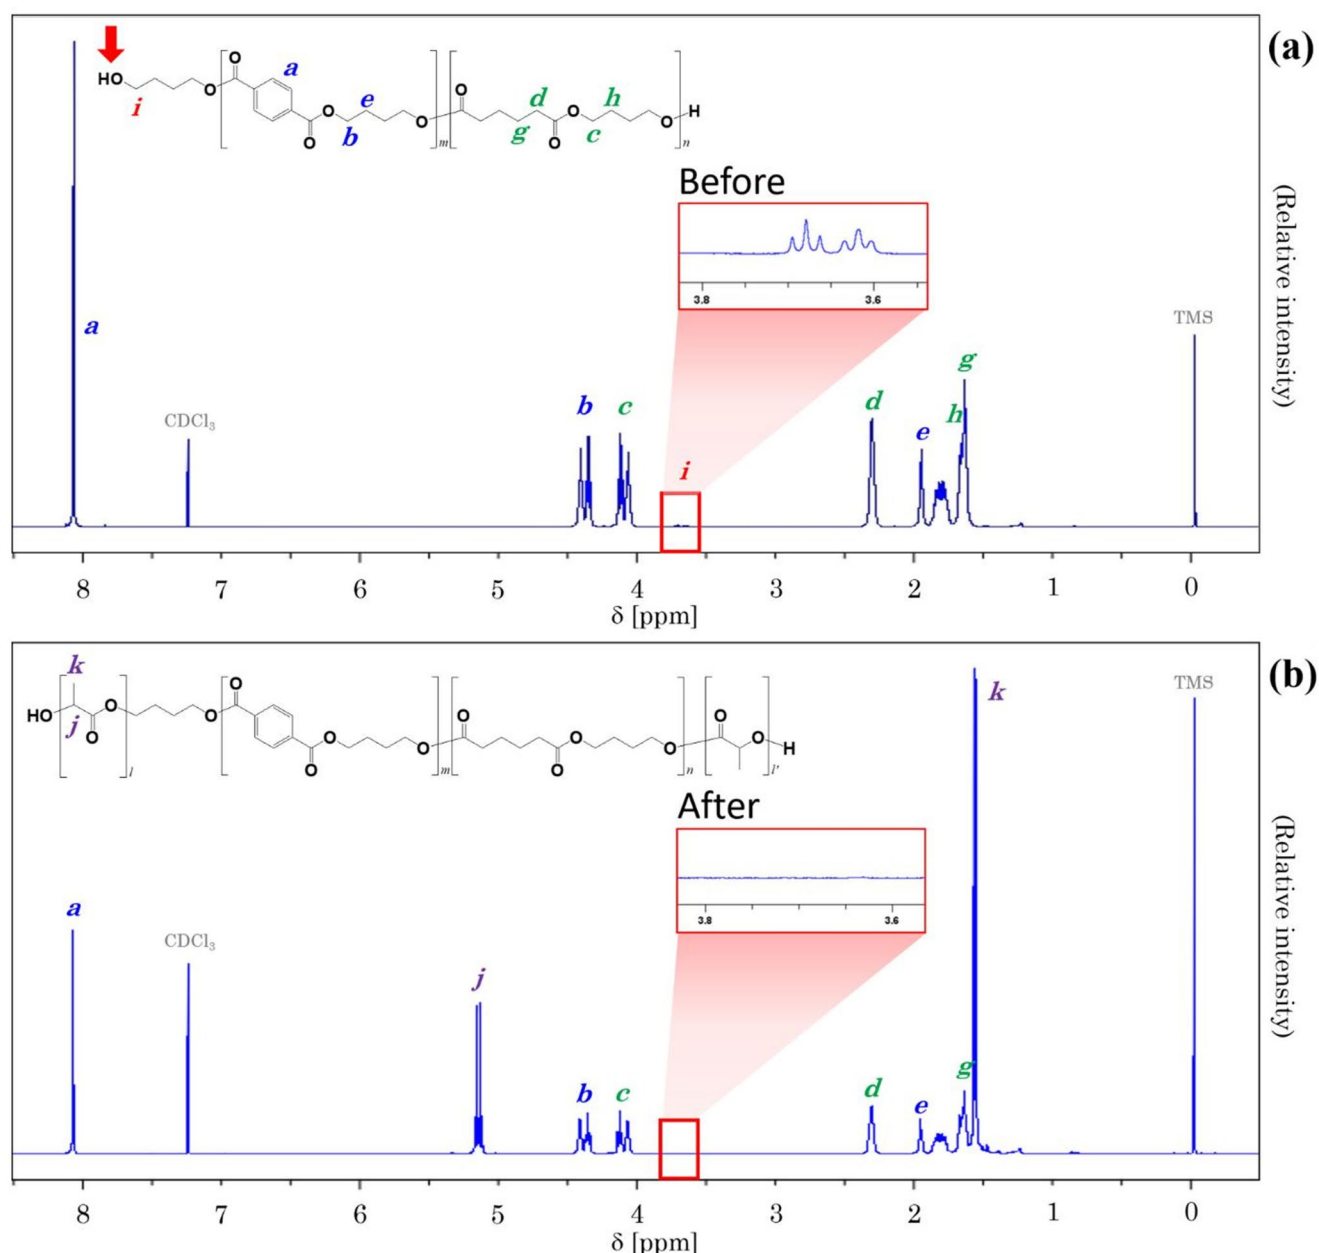 (a)
HO
O
O
a
e
O
b
O
O
m
O
d
h
g
O
O
c
O
H
n
i
Before
3.8 3.6
(Relative intensity)
a
CDCl₃
b
c
i
d
e
h
g
TMS
8 7 6 5 4 3 2 1 0
δ [ppm]
(b)
k
HO
j
O
O
l
O
O
O
O
O
m
O
O
O
O
n
O
O
H
l'
After
3.8 3.6
(Relative intensity)
a
CDCl₃
j
b
c
d
e
g
k
TMS
8 7 6 5 4 3 2 1 0
δ [ppm]